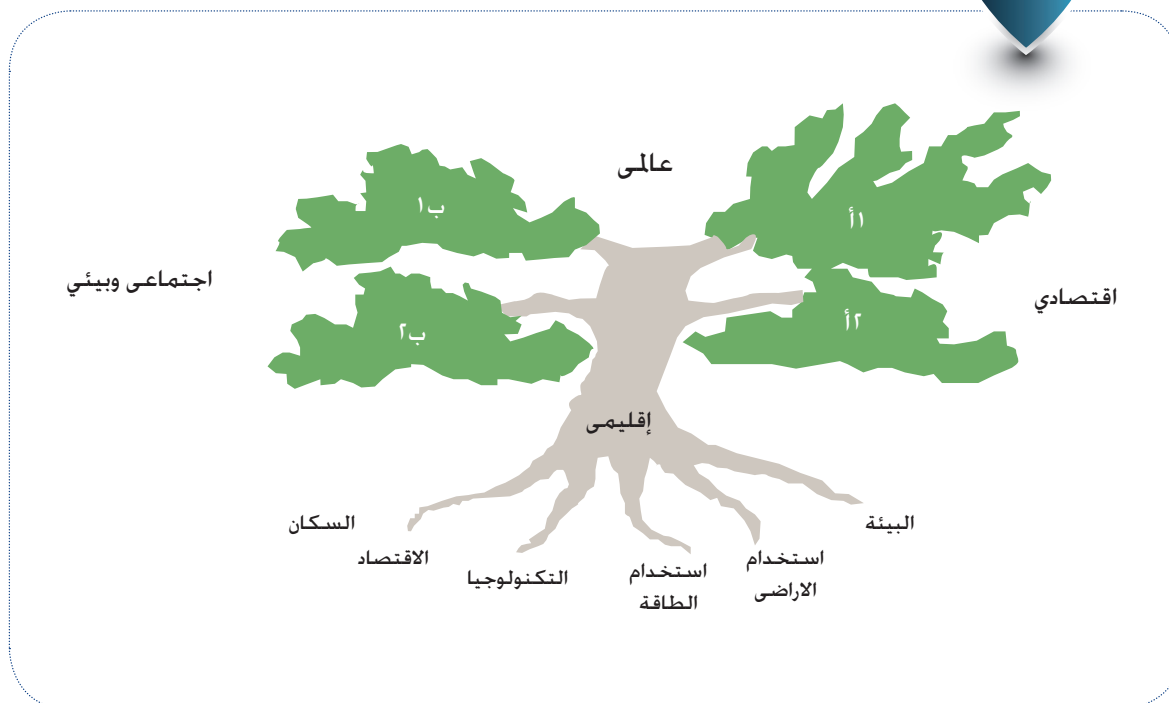 عالمى
ب١
أ١
اجتماعى وبيئي
اقتصادي
ب٢
أ٢
إقليمى
البيئة
السكان
استخدام
الاراضى
الاقتصاد
استخدام
الطاقة
التكنولوجيا